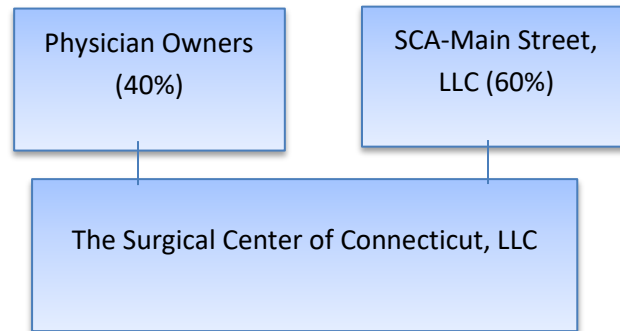 Physician Owners
(40%)
SCA-Main Street,
LLC (60%)
The Surgical Center of Connecticut, LLC